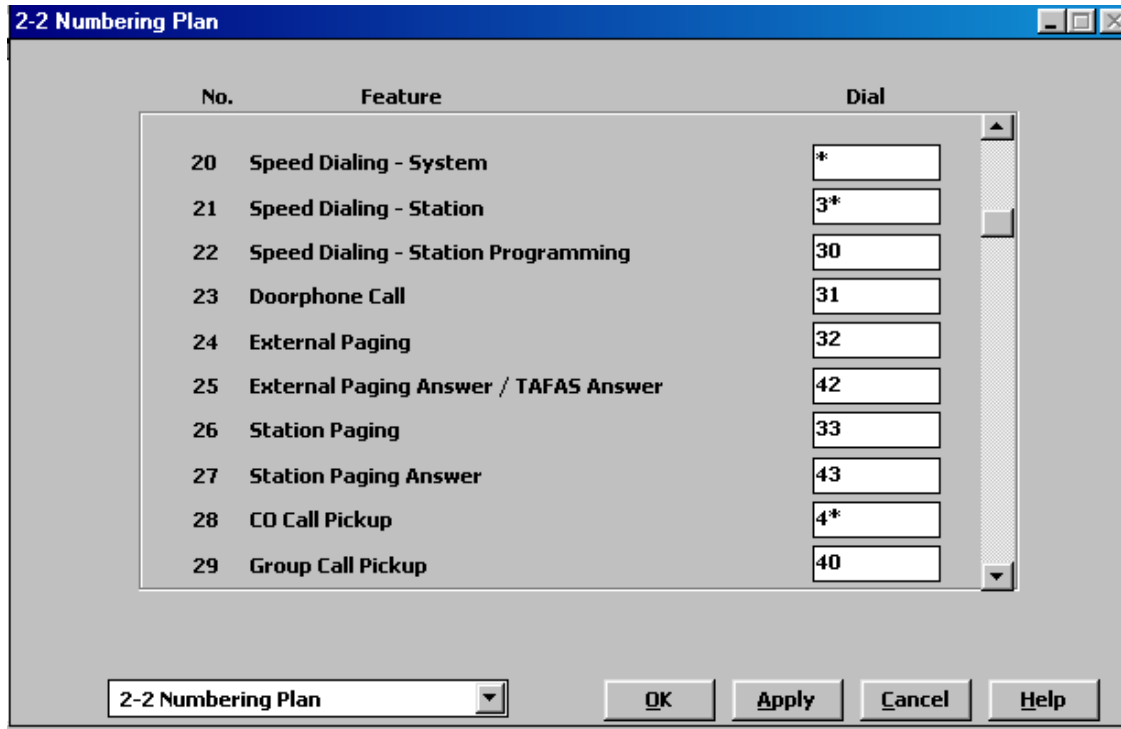 2-2 Numbering Plan
No. Feature Dial
20 Speed Dialing - System *
21 Speed Dialing - Station 3*
22 Speed Dialing - Station Programming 30
23 Doorphone Call 31
24 External Paging 32
25 External Paging Answer / TAFAS Answer 42
26 Station Paging 33
27 Station Paging Answer 43
28 CO Call Pickup 4*
29 Group Call Pickup 40
2-2 Numbering Plan OK Apply Cancel Help